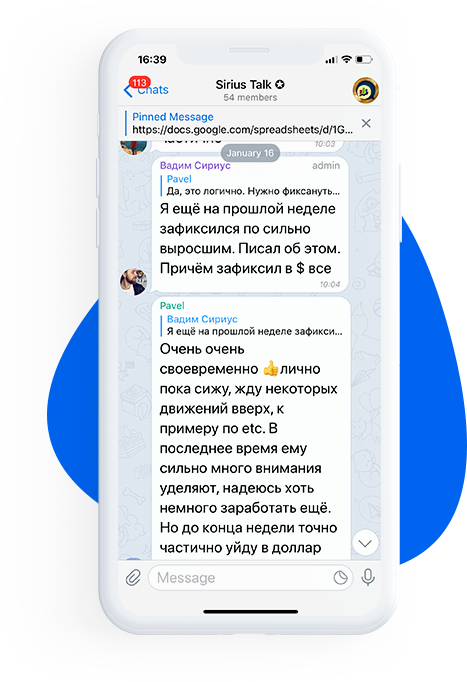 16:39
113
Chats
Sirius Talk ✪
54 members
Pinned Message
https://docs.google.com/spreadsheets/d/1G...
10:03
January 16
Вадим Сириус admin
Pavel
Да, это логично. Нужно фиксануть...
Я ещё на прошлой неделе
зафиксился по сильно
выросшим. Писал об этом.
Причём зафиксил в $ все
10:04
Pavel
Вадим Сириус
Я ещё на прошлой неделе зафикси...
Очень очень
своевременно 👍лично
пока сижу, жду некоторых
движений вверх, к
примеру по etc. В
последнее время ему
сильно много внимания
уделяют, надеюсь хоть
немного заработать ещё.
Но до конца недели точно
частично уйду в доллар
Message